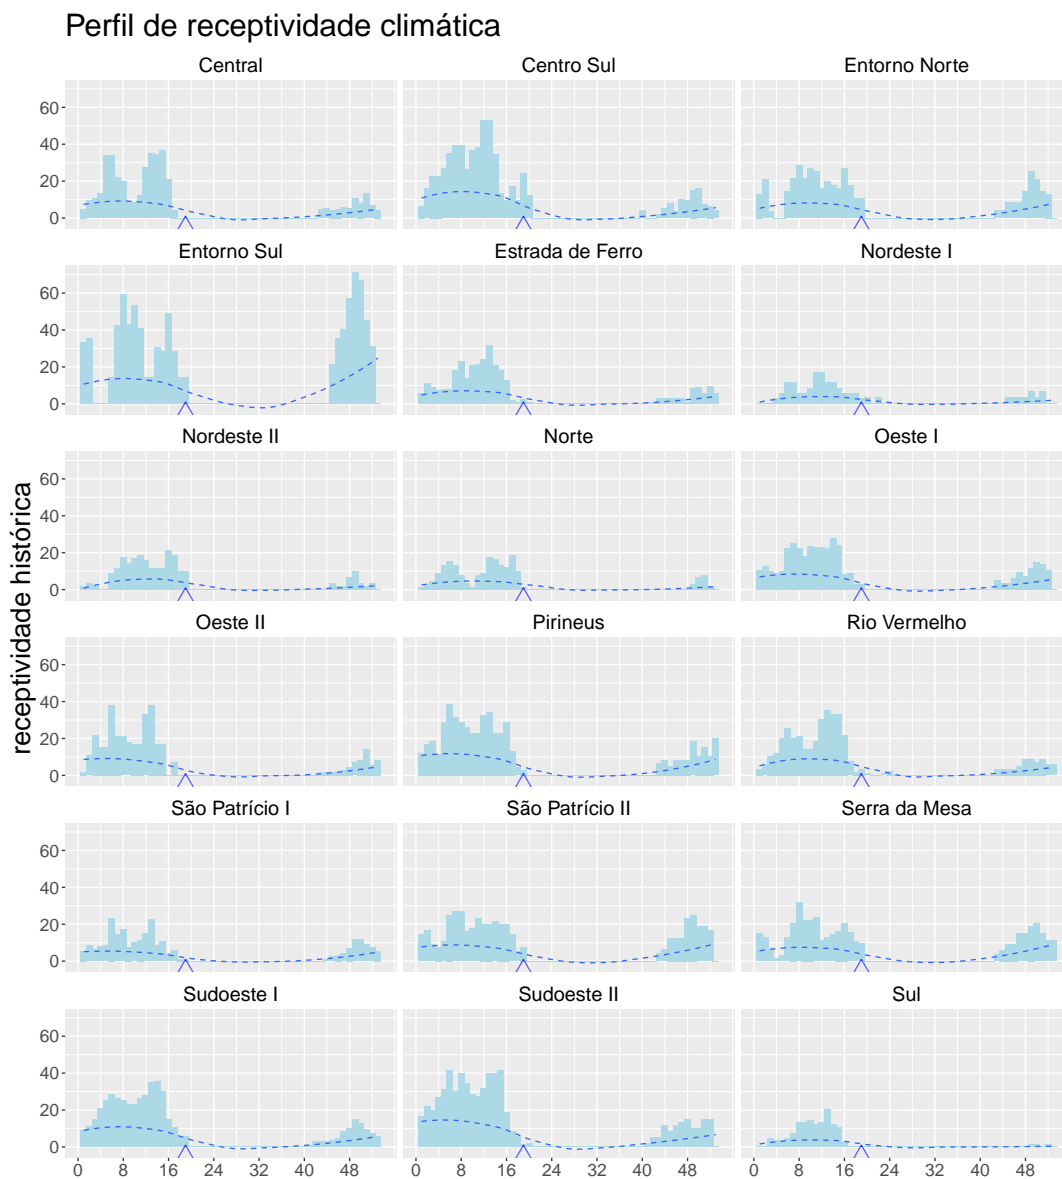 Perfil de receptividade climática
Central Centro Sul Entorno Norte
60
40
20
0
Entorno Sul Estrada de Ferro Nordeste I
60
40
20
0
Nordeste II Norte Oeste I
60
40
20
0
receptividade histórica
Oeste II Pirineus Rio Vermelho
60
40
20
0
São Patrício I São Patrício II Serra da Mesa
60
40
20
0
Sudoeste I Sudoeste II Sul
60
40
20
0
0 8 16 24 32 40 48 0 8 16 24 32 40 48 0 8 16 24 32 40 48